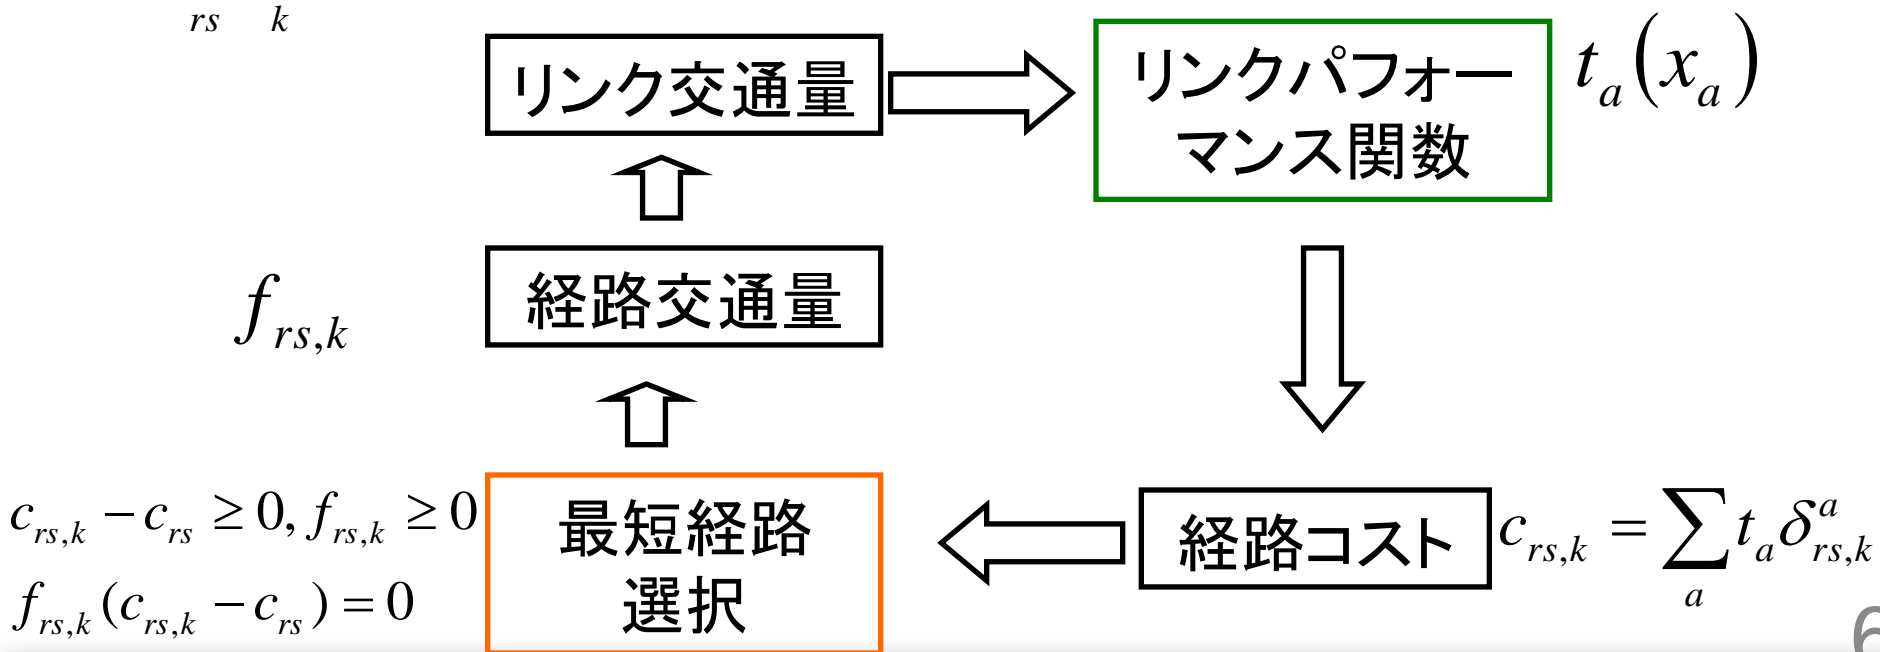 rs k
リンク交通量
リンクパフォー
マンス関数
t_a(x_a)
経路交通量
f_{rs,k}
c_{rs,k} − c_{rs} ≥ 0, f_{rs,k} ≥ 0
f_{rs,k}(c_{rs,k} − c_{rs}) = 0
最短経路
選択
経路コスト
c_{rs,k} = ∑_a t_a δ^a_{rs,k}